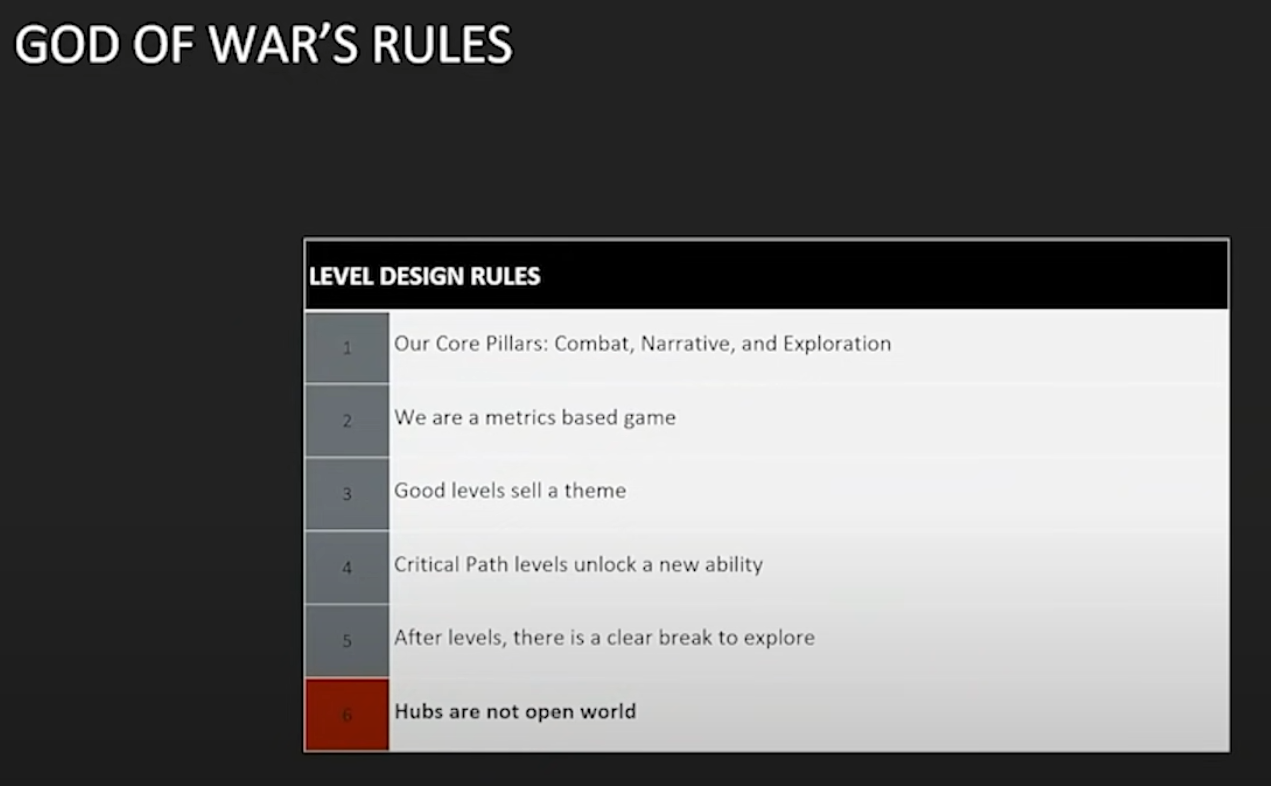 GOD OF WAR’S RULES
LEVEL DESIGN RULES
1 Our Core Pillars: Combat, Narrative, and Exploration
2 We are a metrics based game
3 Good levels sell a theme
4 Critical Path levels unlock a new ability
5 After levels, there is a clear break to explore
6 Hubs are not open world